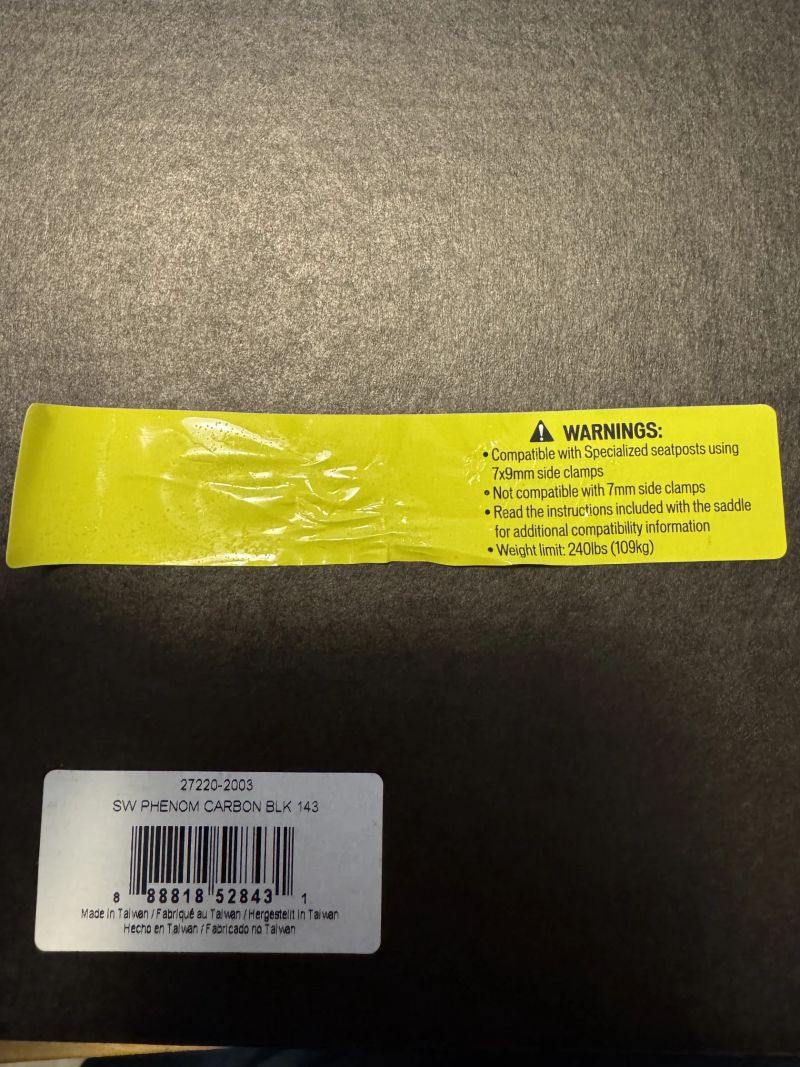 ⚠ WARNINGS:
• Compatible with Specialized seatposts using
7x9mm side clamps
• Not compatible with 7mm side clamps
• Read the instructions included with the saddle
for additional compatibility information
• Weight limit: 240lbs (109kg)
27220-2003
SW PHENOM CARBON BLK 143
8 88818 52843 1
Made in Taiwan / Fabriqué au Taiwan / Hergestellt in Taiwan
Hecho en Taiwan / Fabricado no Taiwan